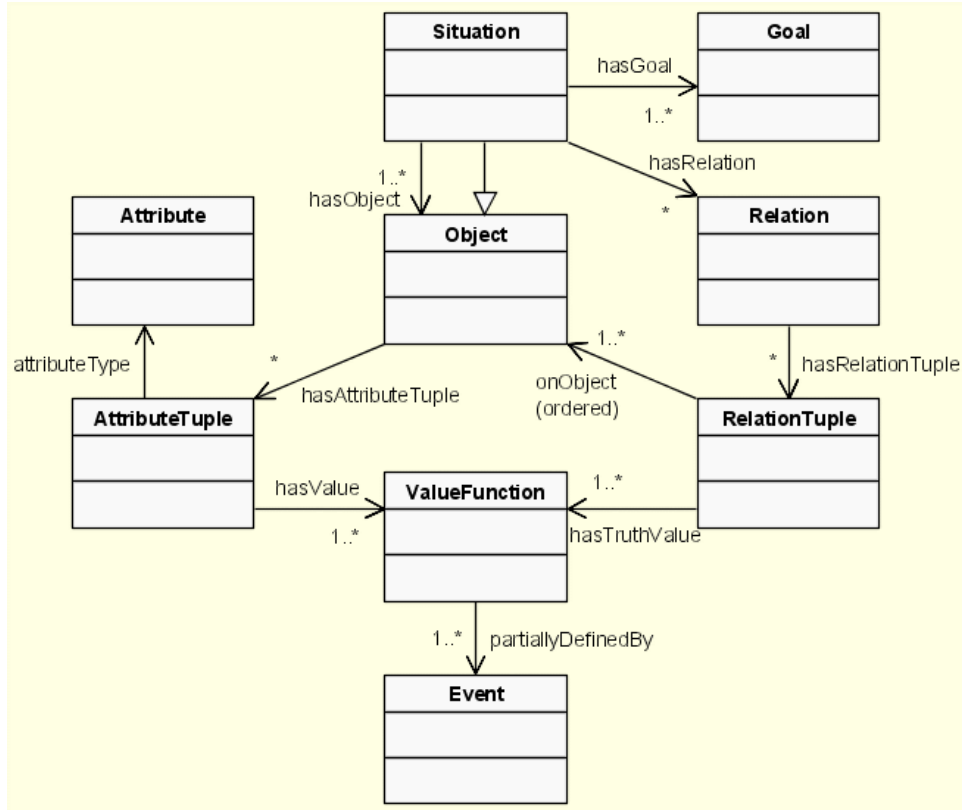 Situation
Goal
hasGoal
1..*
hasRelation
1..*
hasObject
*
Attribute
Object
Relation
attributeType
*
hasAttributeTuple
1..*
onObject
(ordered)
*
hasRelationTuple
AttributeTuple
RelationTuple
hasValue
1..*
ValueFunction
1..*
hasTruthValue
1..*
partiallyDefinedBy
Event